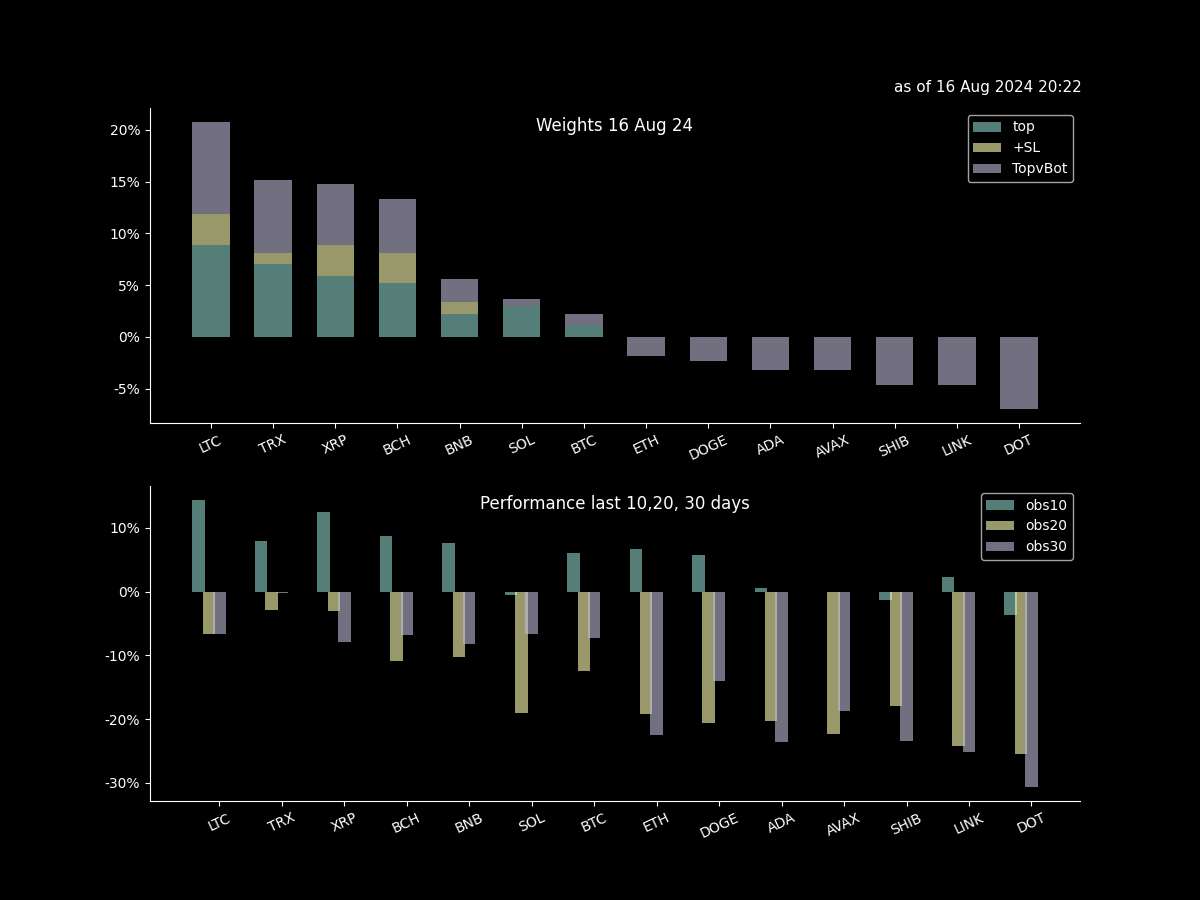 as of 16 Aug 2024 20:22
Weights 16 Aug 24
top
+SL
TopvBot
20%
15%
10%
5%
0%
-5%
LTC TRX XRP BCH BNB SOL BTC ETH DOGE ADA AVAX SHIB LINK DOT
Performance last 10,20, 30 days
obs10
obs20
obs30
10%
0%
-10%
-20%
-30%
LTC TRX XRP BCH BNB SOL BTC ETH DOGE ADA AVAX SHIB LINK DOT